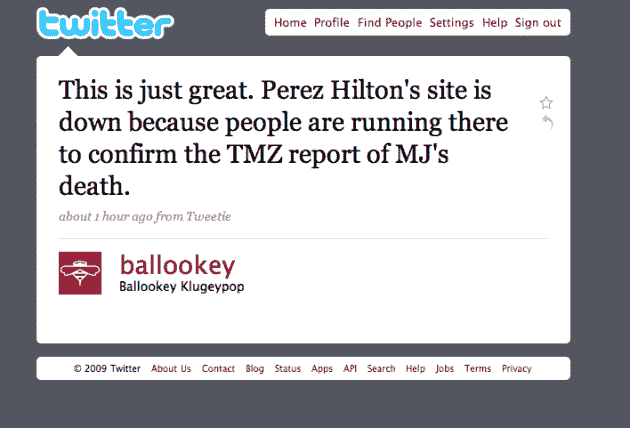 twitter
Home Profile Find People Settings Help Sign out
This is just great. Perez Hilton's site is
down because people are running there
to confirm the TMZ report of MJ's
death.
about 1 hour ago from Tweetie
ballookey
Ballookey Klugeypop
© 2009 Twitter About Us Contact Blog Status Apps API Search Help Jobs Terms Privacy